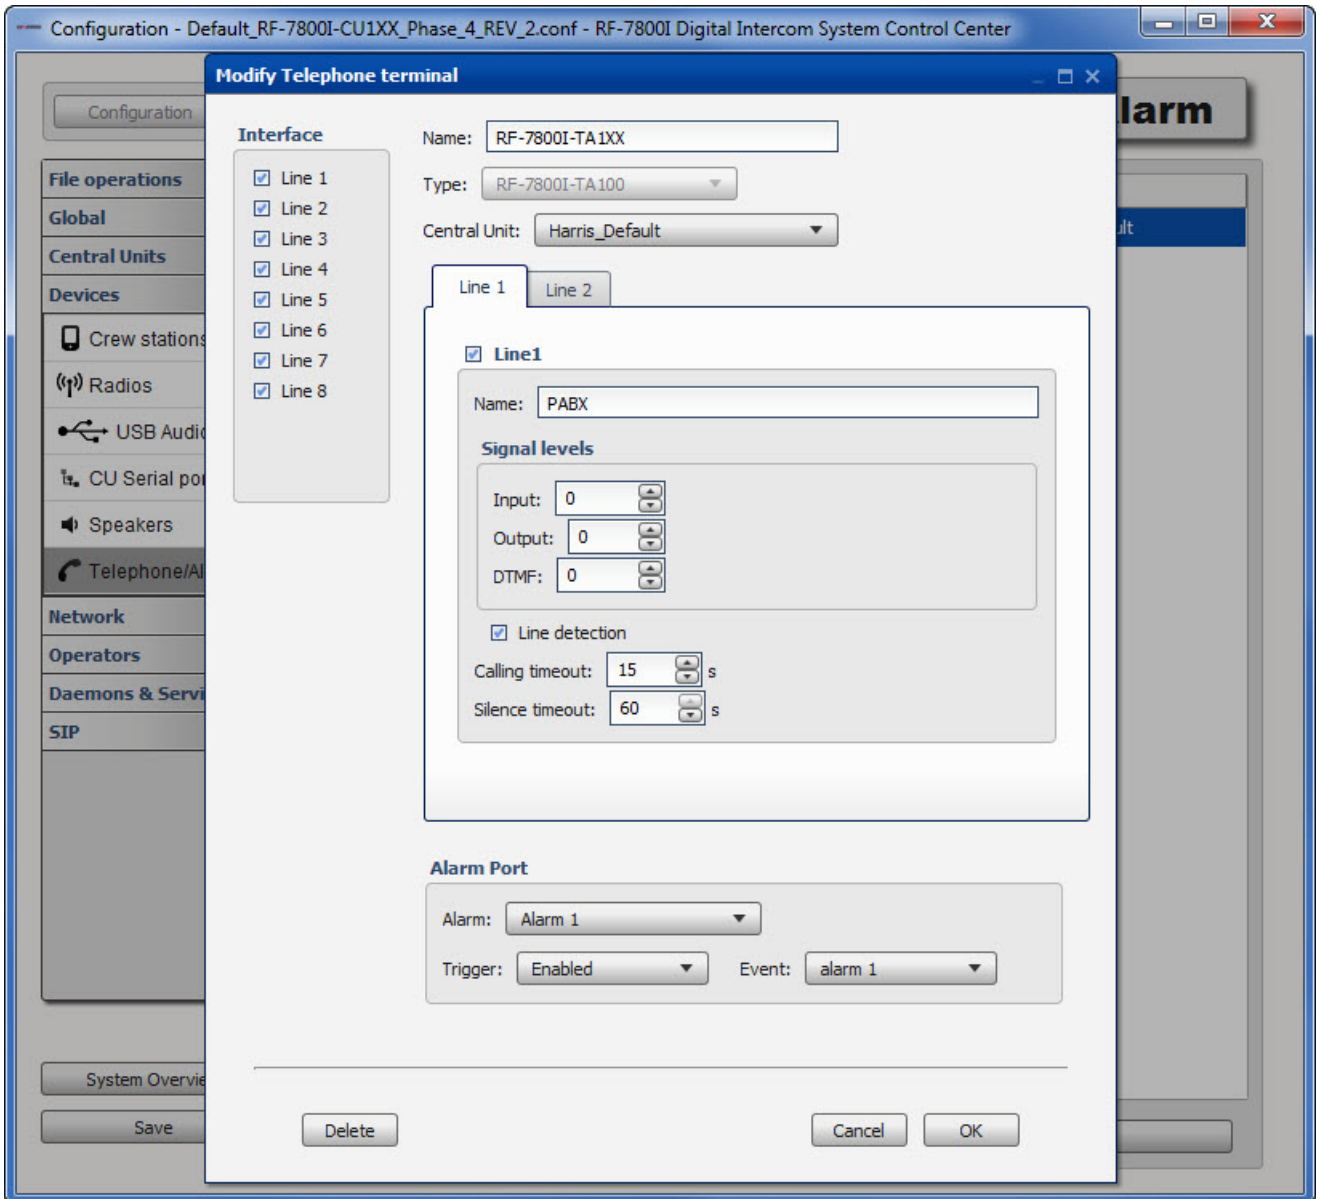 Configuration - Default_RF-7800I-CU1XX_Phase_4_REV_2.conf - RF-7800I Digital Intercom System Control Center
Modify Telephone terminal
Configuration
File operations
Global
Central Units
Devices
Crew stations
Radios
USB Audio
CU Serial por
Speakers
Telephone/Al
Network
Operators
Daemons & Servi
SIP
System Overvie
Save
Interface
Line 1
Line 2
Line 3
Line 4
Line 5
Line 6
Line 7
Line 8
Name: RF-7800I-TA1XX
Type: RF-7800I-TA100
Central Unit: Harris_Default
Line 1 Line 2
Line1
Name: PABX
Signal levels
Input: 0
Output: 0
DTMF: 0
Line detection
Calling timeout: 15 s
Silence timeout: 60 s
Alarm Port
Alarm: Alarm 1
Trigger: Enabled Event: alarm 1
Delete Cancel OK
larm
ult